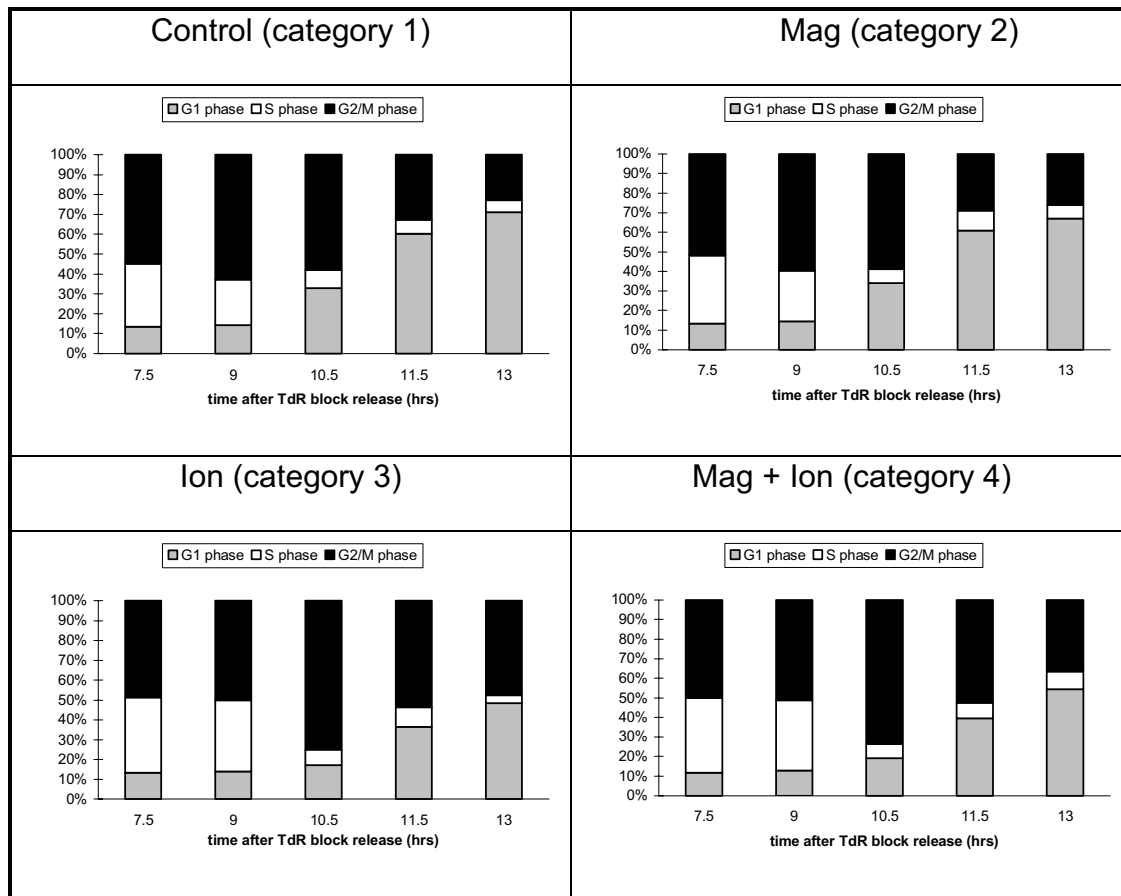 Control (category 1)
G1 phase S phase G2/M phase
100%
90%
80%
70%
60%
50%
40%
30%
20%
10%
0%
7.5 9 10.5 11.5 13
time after TdR block release (hrs)
Mag (category 2)
G1 phase S phase G2/M phase
100%
90%
80%
70%
60%
50%
40%
30%
20%
10%
0%
7.5 9 10.5 11.5 13
time after TdR block release (hrs)
Ion (category 3)
G1 phase S phase G2/M phase
100%
90%
80%
70%
60%
50%
40%
30%
20%
10%
0%
7.5 9 10.5 11.5 13
time after TdR block release (hrs)
Mag + Ion (category 4)
G1 phase S phase G2/M phase
100%
90%
80%
70%
60%
50%
40%
30%
20%
10%
0%
7.5 9 10.5 11.5 13
time after TdR block release (hrs)